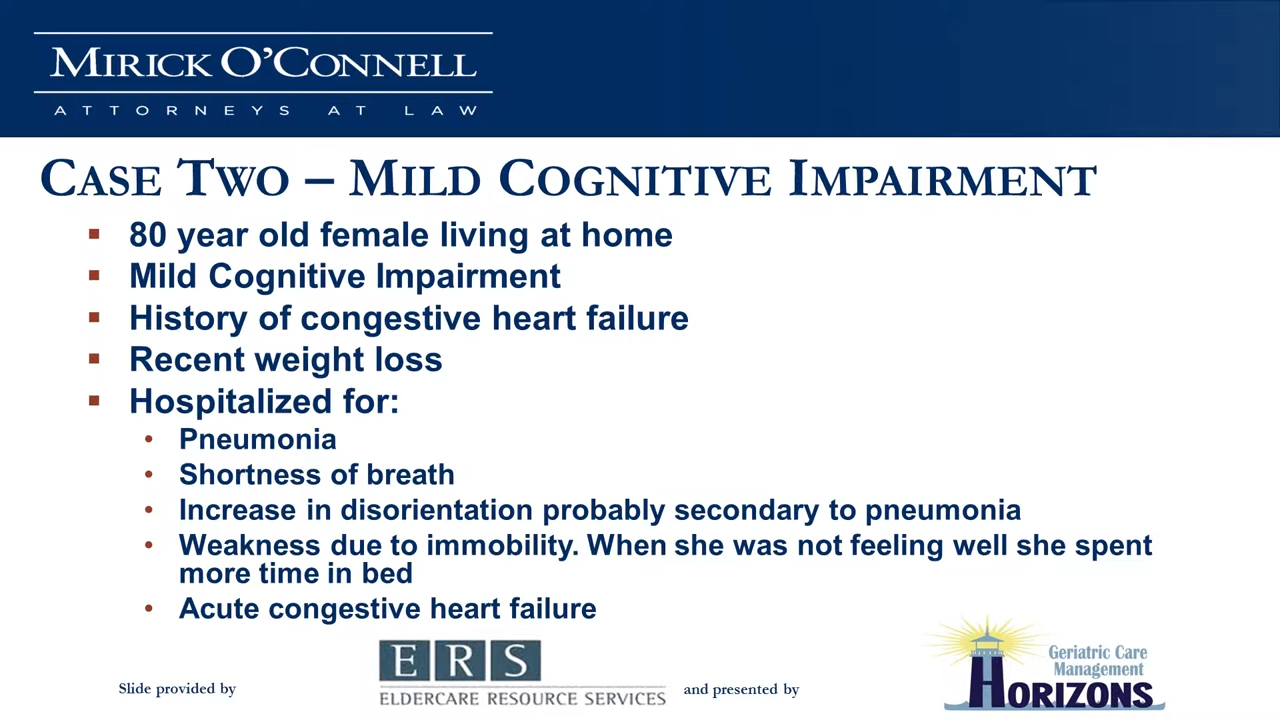 MIRICK O'CONNELL
ATTORNEYS AT LAW
CASE TWO – MILD COGNITIVE IMPAIRMENT
▪ 80 year old female living at home
▪ Mild Cognitive Impairment
▪ History of congestive heart failure
▪ Recent weight loss
▪ Hospitalized for:
• Pneumonia
• Shortness of breath
• Increase in disorientation probably secondary to pneumonia
• Weakness due to immobility. When she was not feeling well she spent
more time in bed
• Acute congestive heart failure
Slide provided by
ERS
ELDERCARE RESOURCE SERVICES
and presented by
Geriatric Care
Management
HORIZONS